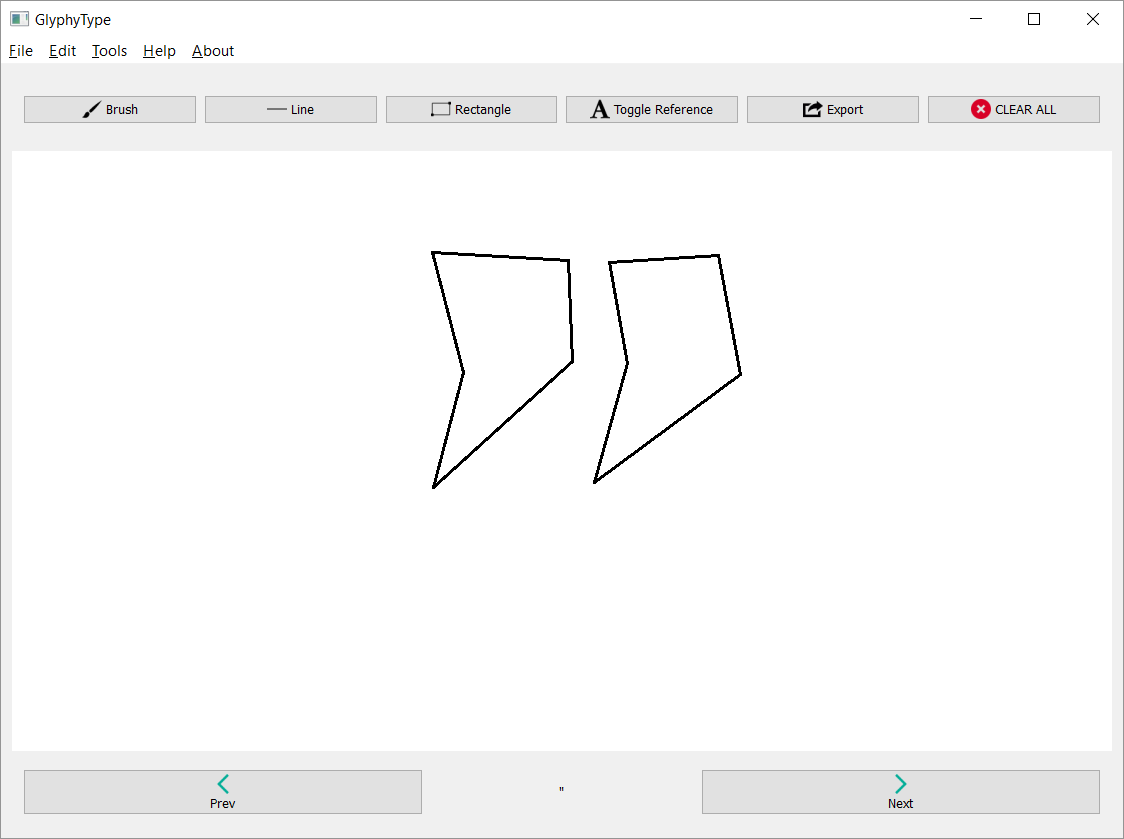 GlyphyType
File Edit Tools Help About
Brush Line Rectangle A Toggle Reference Export CLEAR ALL
"
Prev Next